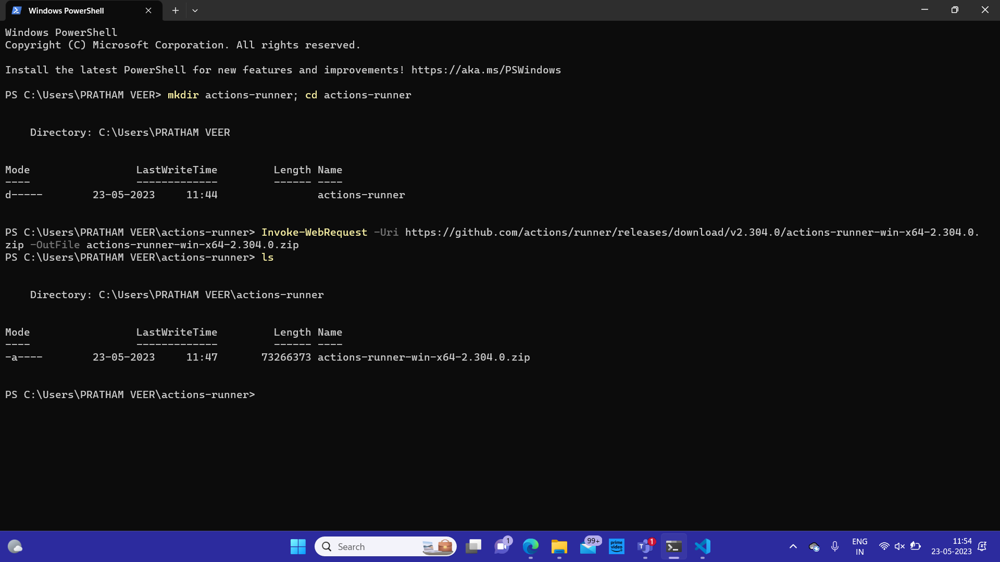 Windows PowerShell
Windows PowerShell
Copyright (C) Microsoft Corporation. All rights reserved.
Install the latest PowerShell for new features and improvements! https://aka.ms/PSWindows
PS C:\Users\PRATHAM VEER> mkdir actions-runner; cd actions-runner
Directory: C:\Users\PRATHAM VEER
Mode LastWriteTime Length Name
---- ------------- ------ ----
d----- 23-05-2023 11:44 actions-runner
PS C:\Users\PRATHAM VEER\actions-runner> Invoke-WebRequest -Uri https://github.com/actions/runner/releases/download/v2.304.0/actions-runner-win-x64-2.304.0.
zip -OutFile actions-runner-win-x64-2.304.0.zip
PS C:\Users\PRATHAM VEER\actions-runner> ls
Directory: C:\Users\PRATHAM VEER\actions-runner
Mode LastWriteTime Length Name
---- ------------- ------ ----
-a---- 23-05-2023 11:47 73266373 actions-runner-win-x64-2.304.0.zip
PS C:\Users\PRATHAM VEER\actions-runner>
Search
1
99+
prime
video
T
1
ENG
IN
11:54
23-05-2023